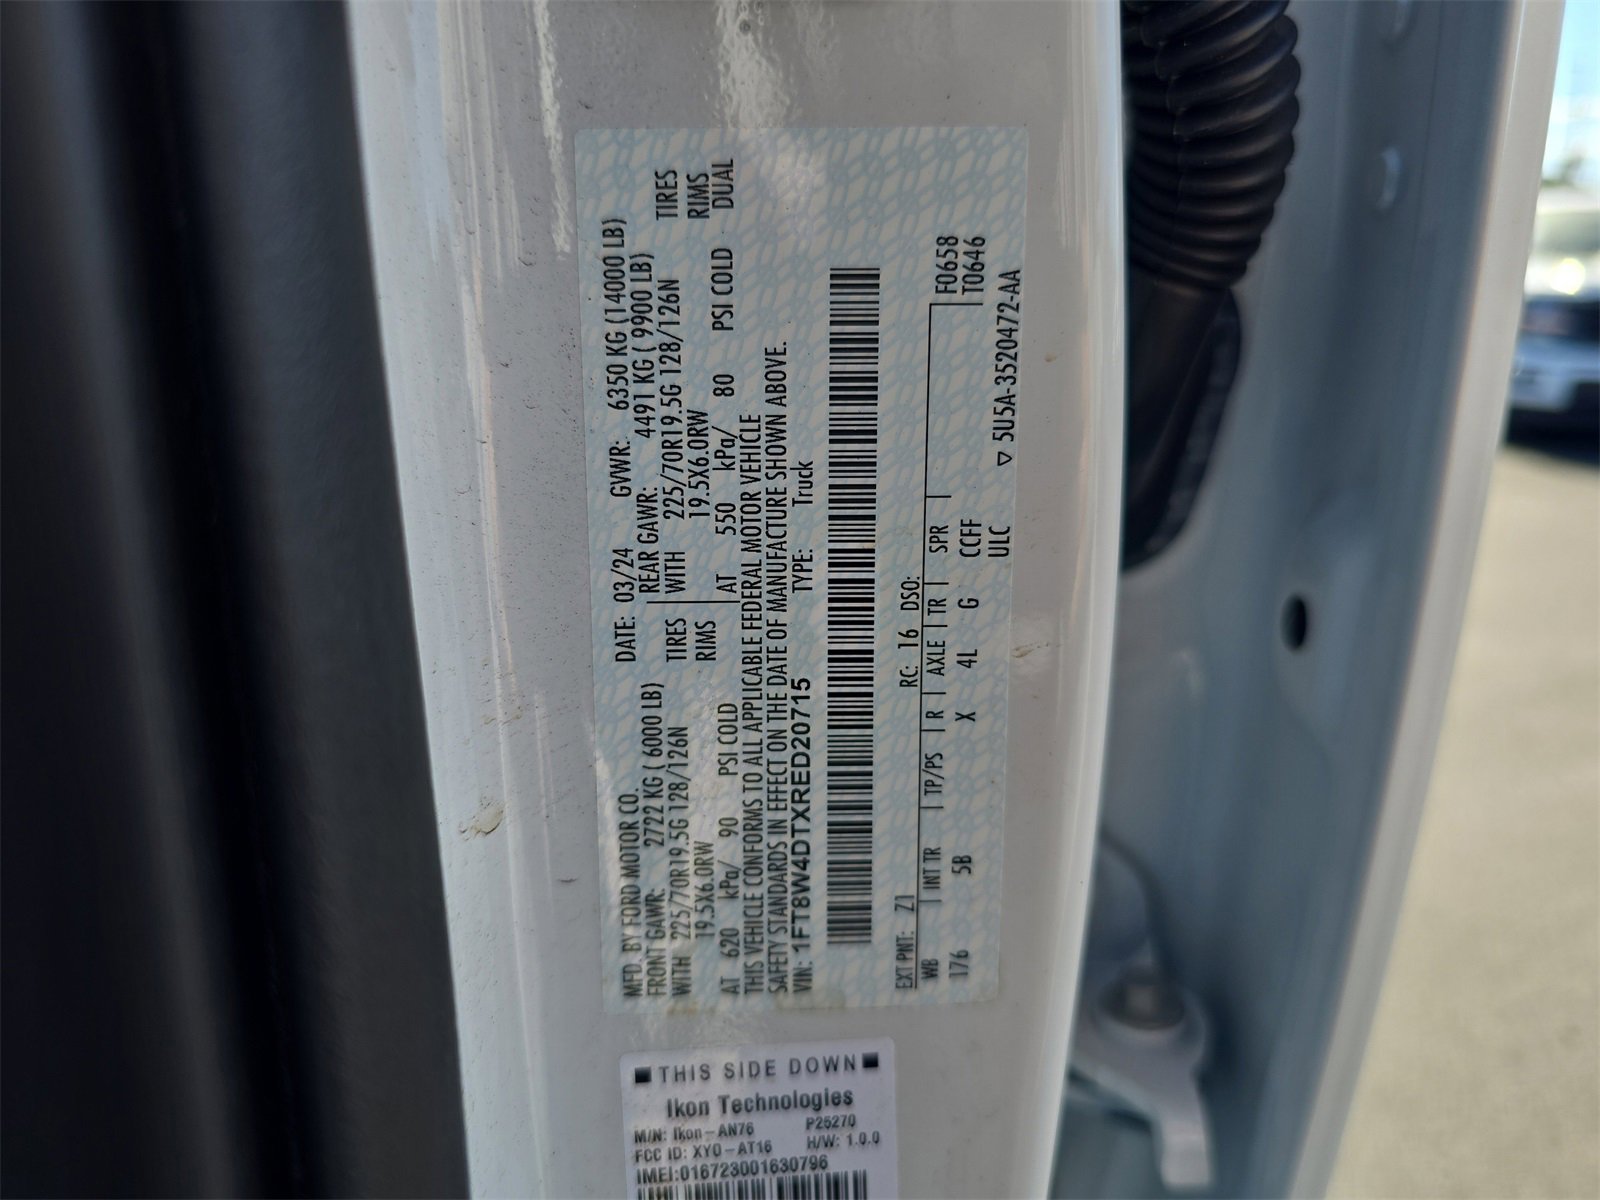 MFD. BY FORD MOTOR CO.
DATE: 03/24 GVWR: 6350 KG (14000 LB)
FRONT GAWR: 2722 KG ( 6000 LB)
REAR GAWR: 4491 KG ( 9900 LB)
WITH 225/70R19.5G 128/126N TIRES
WITH 225/70R19.5G 128/126N TIRES
19.5X6.0RW RIMS
19.5X6.0RW RIMS
AT 620 kPa/ 90 PSI COLD
AT 550 kPa/ 80 PSI COLD DUAL
THIS VEHICLE CONFORMS TO ALL APPLICABLE FEDERAL MOTOR VEHICLE
SAFETY STANDARDS IN EFFECT ON THE DATE OF MANUFACTURE SHOWN ABOVE.
VIN: 1FT8W4DTXRED20715 TYPE: Truck
F0658
T0646
EXT PNT: Z1 RC: 16 DSO:
WB | INT TR | TP/PS | R | AXLE | TR | SPR
176 5B X 4L G CCFF
ULC
▽ 5U5A-3520472-AA
■ THIS SIDE DOWN ■
Ikon Technologies
M/N: Ikon-AN76 P25270
FCC ID: XYO-AT16 H/W: 1.0.0
IMEI:016723001630796